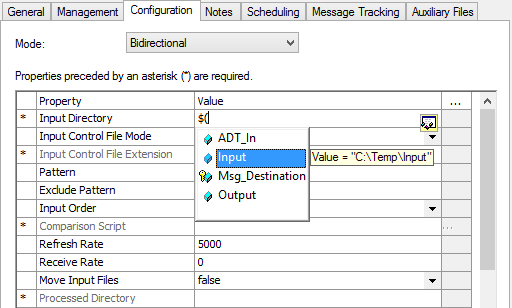 General Management Configuration Notes Scheduling Message Tracking Auxiliary Files
Mode: Bidirectional
Properties preceded by an asterisk (*) are required.
Property Value ...
* Input Directory $(
Input Control File Mode ADT_In
* Input Control File Extension Input Value = "C:\Temp\Input"
Pattern Msg_Destination
Exclude Pattern Output
Input Order
* Comparison Script ...
Refresh Rate 5000
Receive Rate 0
Move Input Files false
* Processed Directory